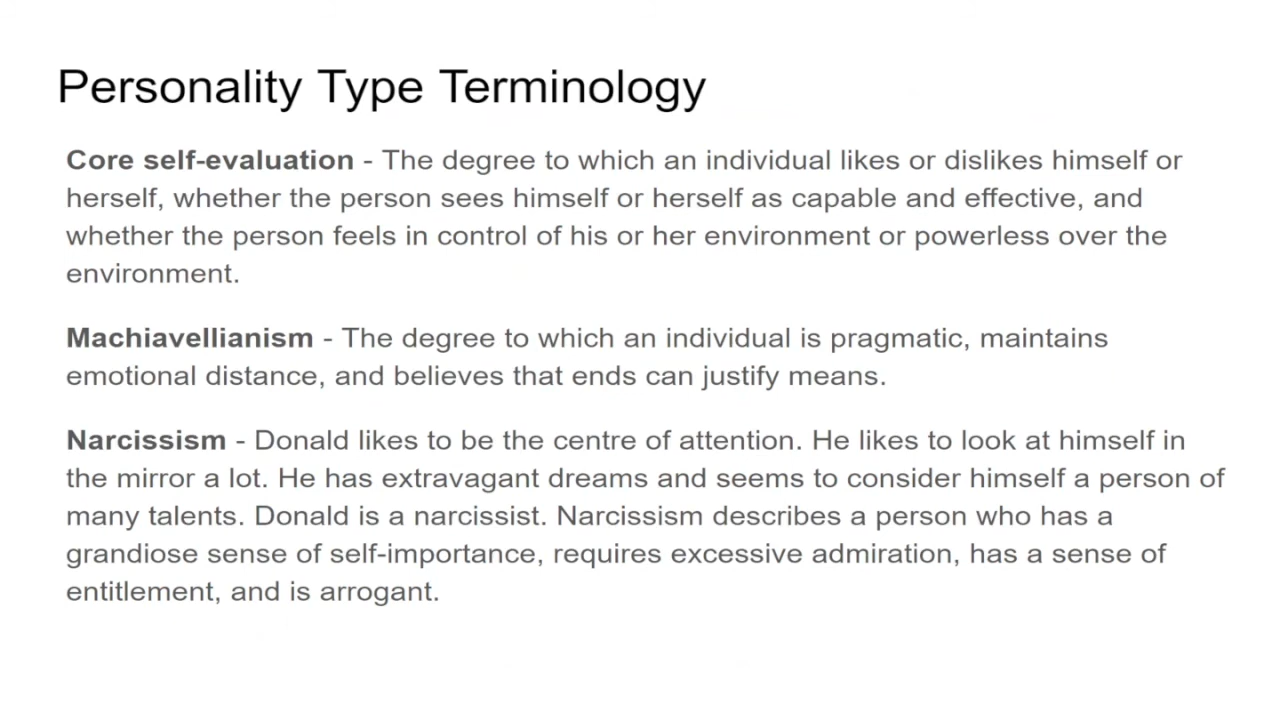 Personality Type Terminology
Core self-evaluation - The degree to which an individual likes or dislikes himself or
herself, whether the person sees himself or herself as capable and effective, and
whether the person feels in control of his or her environment or powerless over the
environment.
Machiavellianism - The degree to which an individual is pragmatic, maintains
emotional distance, and believes that ends can justify means.
Narcissism - Donald likes to be the centre of attention. He likes to look at himself in
the mirror a lot. He has extravagant dreams and seems to consider himself a person of
many talents. Donald is a narcissist. Narcissism describes a person who has a
grandiose sense of self-importance, requires excessive admiration, has a sense of
entitlement, and is arrogant.